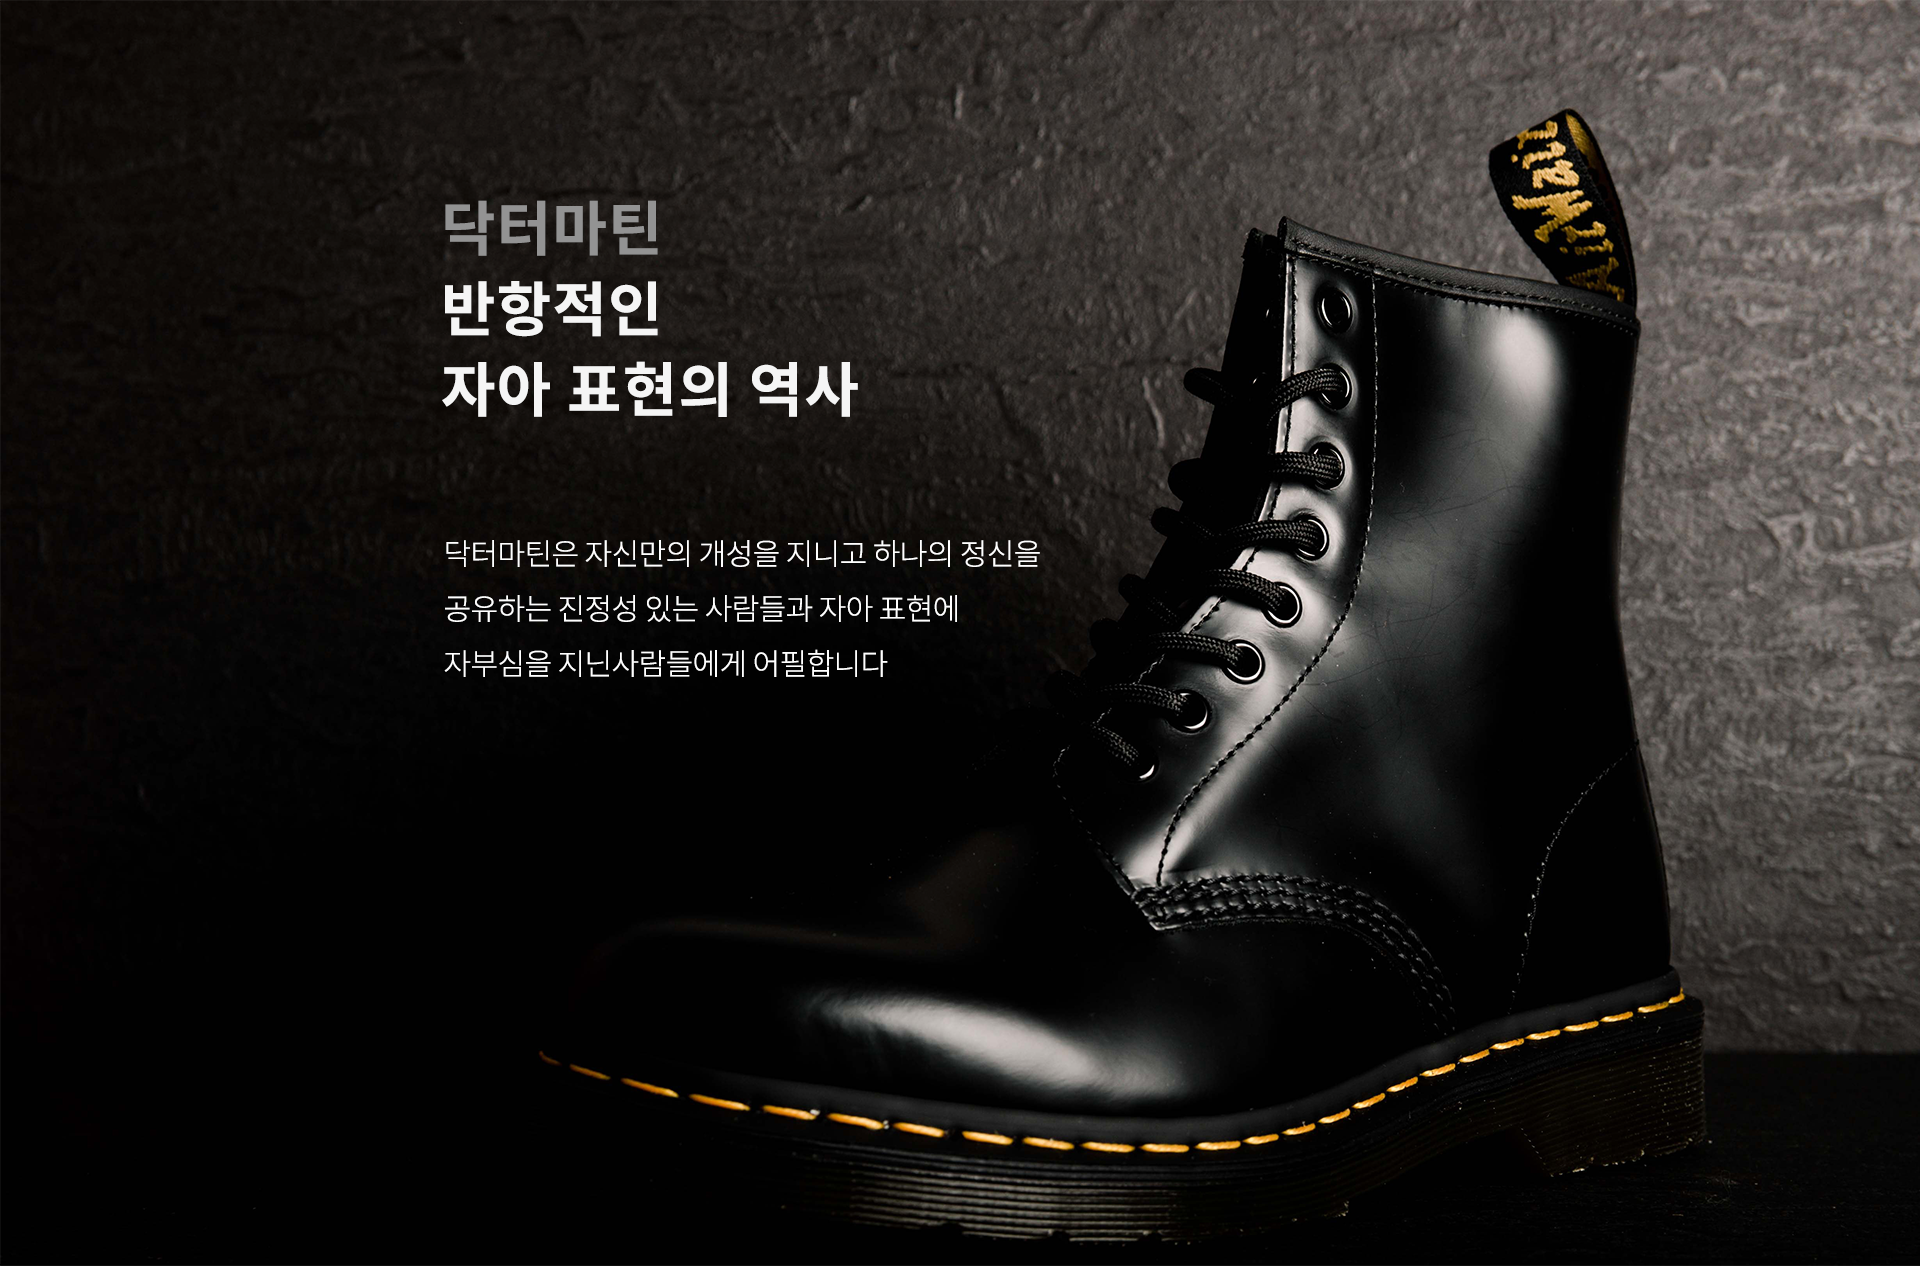 닥터마틴
반항적인
자아 표현의 역사
닥터마틴은 자신만의 개성을 지니고 하나의 정신을
공유하는 진정성 있는 사람들과 자아 표현에
자부심을 지닌사람들에게 어필합니다